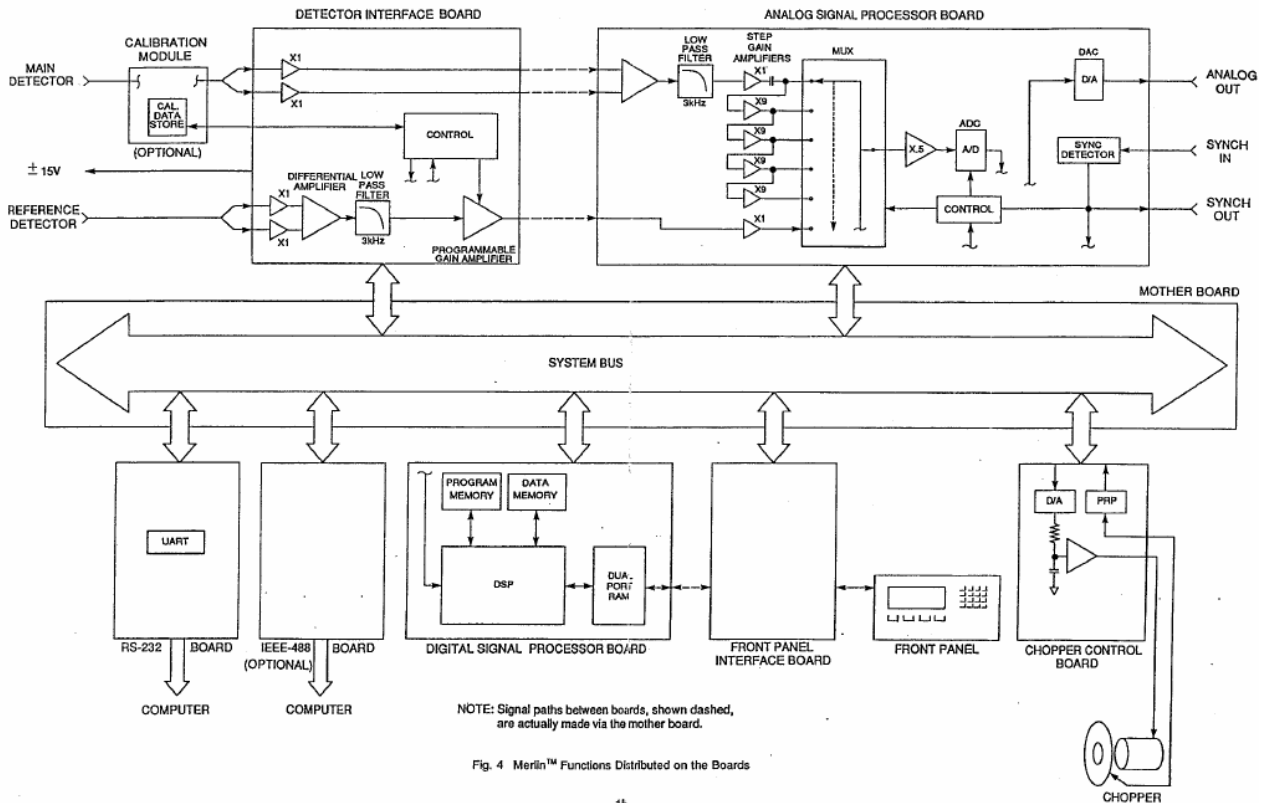 DETECTOR INTERFACE BOARD
ANALOG SIGNAL PROCESSOR BOARD
CALIBRATION
MODULE
MAIN
DETECTOR
CAL.
DATA
STORE
(OPTIONAL)
± 15V
REFERENCE
DETECTOR
X1
X1
CONTROL
DIFFERENTIAL
AMPLIFIER
LOW
PASS
FILTER
X1
X1
3kHz
PROGRAMMABLE
GAIN AMPLIFIER
LOW
PASS
FILTER
3kHz
STEP
GAIN
AMPLIFIERS
X1
X9
X9
X9
X9
X1
MUX
X.5
ADC
A/D
CONTROL
DAC
D/A
SYNC
DETECTOR
ANALOG
OUT
SYNCH
IN
SYNCH
OUT
MOTHER BOARD
SYSTEM BUS
UART
RS-232 BOARD
COMPUTER
IEEE-488 BOARD
(OPTIONAL)
COMPUTER
PROGRAM
MEMORY
DATA
MEMORY
DSP
DUAL
PORT
RAM
DIGITAL SIGNAL PROCESSOR BOARD
FRONT PANEL
INTERFACE BOARD
FRONT PANEL
D/A
PRP
CHOPPER CONTROL
BOARD
CHOPPER
NOTE: Signal paths between boards, shown dashed,
are actually made via the mother board.
Fig. 4 Merlin™ Functions Distributed on the Boards